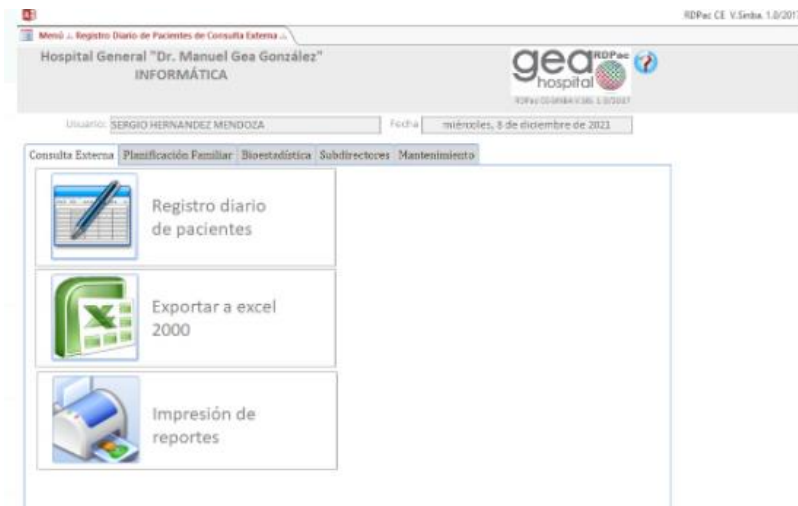 RDPac CE V.Simba. 1.0/2017
Menú .:. Registro Diario de Pacientes de Consulta Externa .:.
Hospital General "Dr. Manuel Gea González"
INFORMÁTICA
gea
hospital
RDPac
Usuario: SERGIO HERNANDEZ MENDOZA
Fecha miércoles, 8 de diciembre de 2021
Consulta Externa Planificación Familiar Bioestadística Subdirectores Mantenimiento
Registro diario
de pacientes
Exportar a excel
2000
Impresión de
reportes